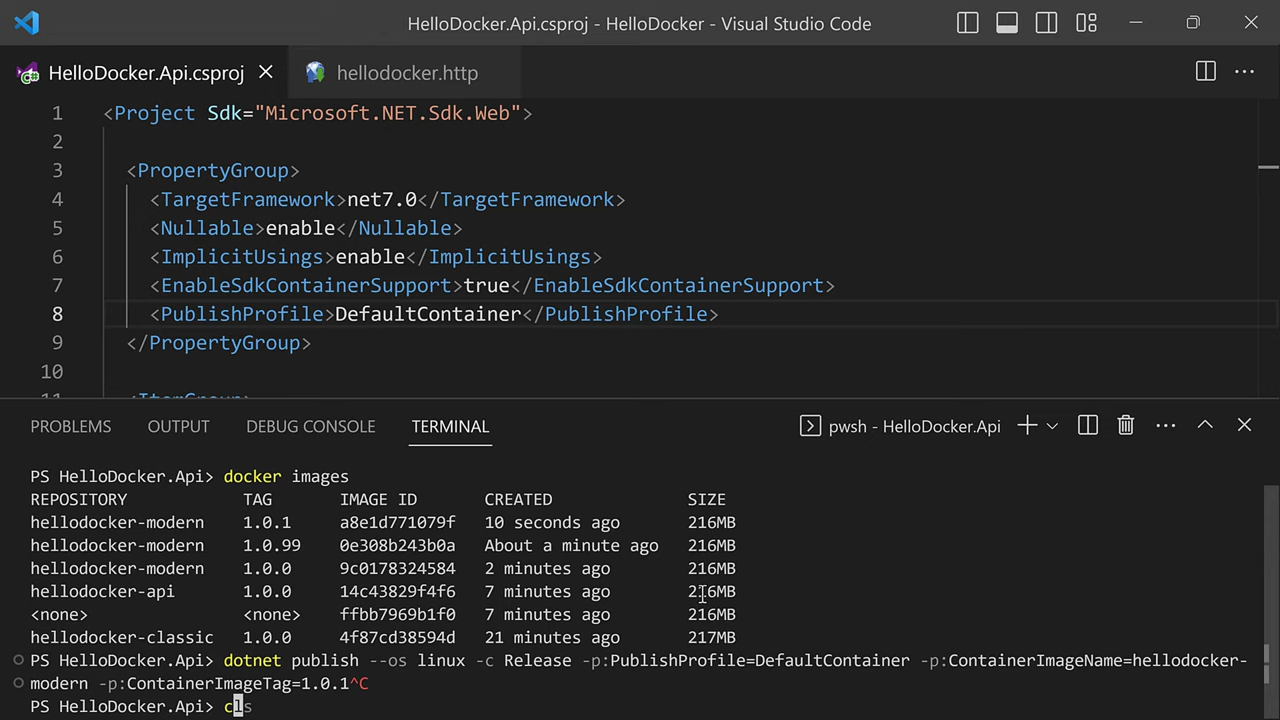 HelloDocker.Api.csproj - HelloDocker - Visual Studio Code
HelloDocker.Api.csproj hellodocker.http
1 <Project Sdk="Microsoft.NET.Sdk.Web">
2
3 <PropertyGroup>
4 <TargetFramework>net7.0</TargetFramework>
5 <Nullable>enable</Nullable>
6 <ImplicitUsings>enable</ImplicitUsings>
7 <EnableSdkContainerSupport>true</EnableSdkContainerSupport>
8 <PublishProfile>DefaultContainer</PublishProfile>
9 </PropertyGroup>
10
11 <ItemGroup>
PROBLEMS OUTPUT DEBUG CONSOLE TERMINAL pwsh - HelloDocker.Api
PS HelloDocker.Api> docker images
REPOSITORY TAG IMAGE ID CREATED SIZE
hellodocker-modern 1.0.1 a8e1d771079f 10 seconds ago 216MB
hellodocker-modern 1.0.99 0e308b243b0a About a minute ago 216MB
hellodocker-modern 1.0.0 9c0178324584 2 minutes ago 216MB
hellodocker-api 1.0.0 14c43829f4f6 7 minutes ago 216MB
<none> <none> ffbb7969b1f0 7 minutes ago 216MB
hellodocker-classic 1.0.0 4f87cd38594d 21 minutes ago 217MB
PS HelloDocker.Api> dotnet publish --os linux -c Release -p:PublishProfile=DefaultContainer -p:ContainerImageName=hellodocker-
modern -p:ContainerImageTag=1.0.1^C
PS HelloDocker.Api> cls